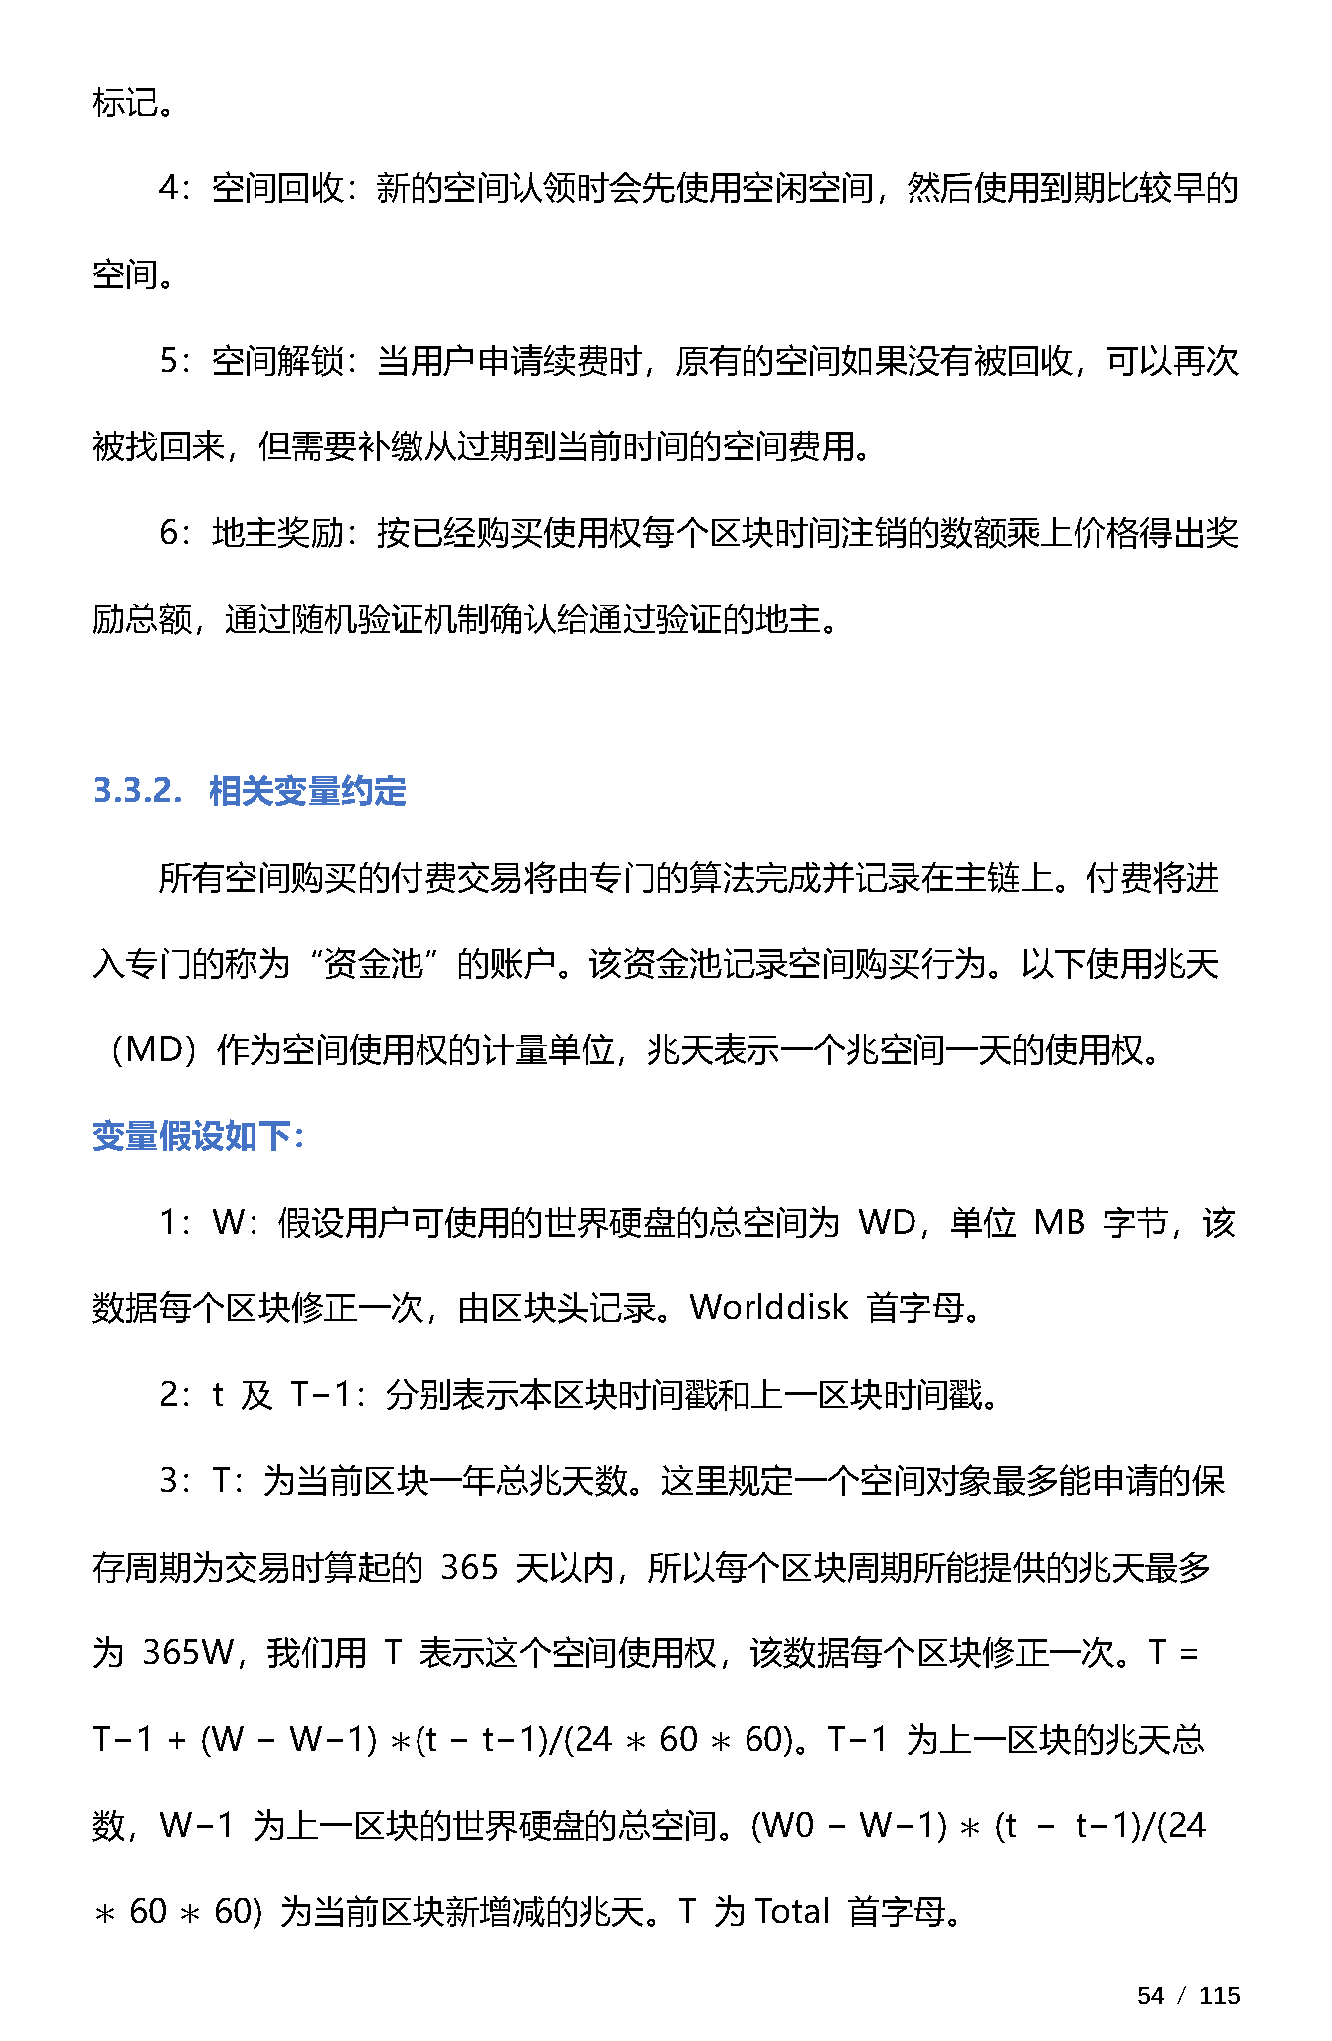 标记。
4：空间回收：新的空间认领时会先使用空闲空间，然后使用到期比较早的
空间。
5：空间解锁：当用户申请续费时，原有的空间如果没有被回收，可以再次
被找回来，但需要补缴从过期到当前时间的空间费用。
6：地主奖励：按已经购买使用权每个区块时间注销的数额乘上价格得出奖
励总额，通过随机验证机制确认给通过验证的地主。
3.3.2. 相关变量约定
所有空间购买的付费交易将由专门的算法完成并记录在主链上。付费将进
入专门的称为“资金池”的账户。该资金池记录空间购买行为。以下使用兆天
（MD）作为空间使用权的计量单位，兆天表示一个兆空间一天的使用权。
变量假设如下：
1：W：假设用户可使用的世界硬盘的总空间为 WD，单位 MB 字节，该
数据每个区块修正一次，由区块头记录。Worlddisk 首字母。
2：t 及 T−1：分别表示本区块时间戳和上一区块时间戳。
3：T：为当前区块一年总兆天数。这里规定一个空间对象最多能申请的保
存周期为交易时算起的 365 天以内，所以每个区块周期所能提供的兆天最多
为 365W，我们用 T 表示这个空间使用权，该数据每个区块修正一次。T =
T−1 + (W − W−1) ∗(t − t−1)/(24 ∗ 60 ∗ 60)。T−1 为上一区块的兆天总
数，W−1 为上一区块的世界硬盘的总空间。(W0 − W−1) ∗ (t − t−1)/(24
∗ 60 ∗ 60) 为当前区块新增减的兆天。T 为 Total 首字母。
54 / 115